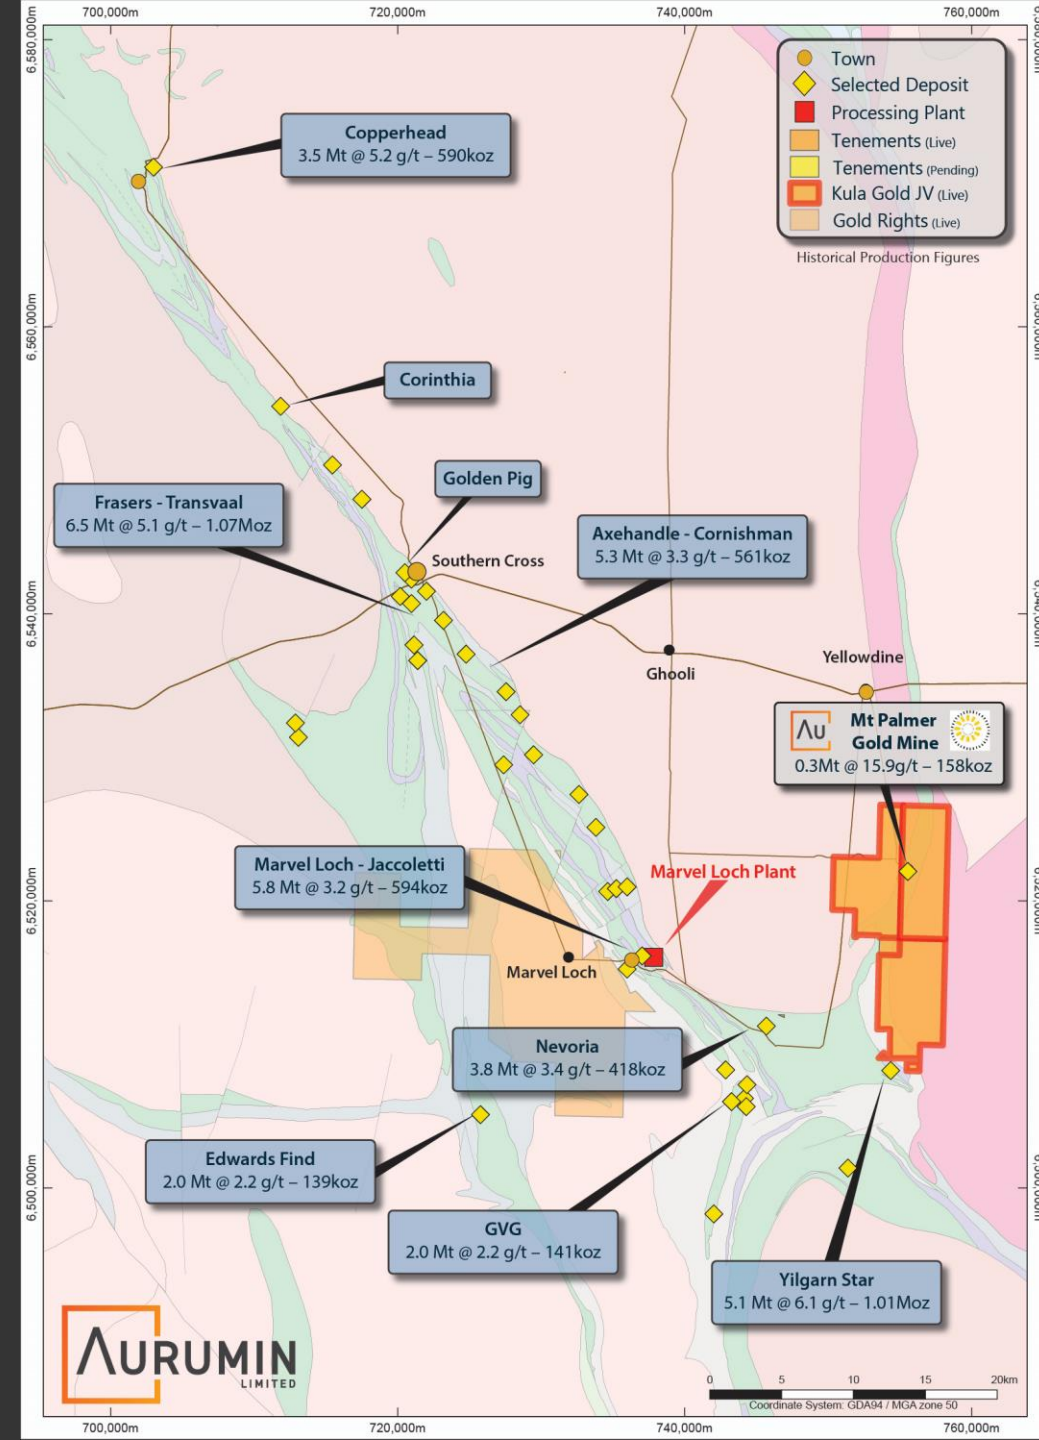 700,000m
720,000m
740,000m
760,000m
6,580,000m
6,560,000m
6,540,000m
6,520,000m
6,500,000m
Town
Selected Deposit
Processing Plant
Tenements (Live)
Tenements (Pending)
Kula Gold JV (Live)
Gold Rights (Live)
Historical Production Figures
Copperhead
3.5 Mt @ 5.2 g/t – 590koz
Corinthia
Golden Pig
Frasers - Transvaal
6.5 Mt @ 5.1 g/t – 1.07Moz
Southern Cross
Axehandle - Cornishman
5.3 Mt @ 3.3 g/t – 561koz
Ghooli
Yellowdine
Au
Mt Palmer
Gold Mine
0.3Mt @ 15.9g/t – 158koz
Marvel Loch - Jaccoletti
5.8 Mt @ 3.2 g/t – 594koz
Marvel Loch Plant
Marvel Loch
Nevoria
3.8 Mt @ 3.4 g/t – 418koz
Edwards Find
2.0 Mt @ 2.2 g/t – 139koz
GVG
2.0 Mt @ 2.2 g/t – 141koz
Yilgarn Star
5.1 Mt @ 6.1 g/t – 1.01Moz
AURUMIN
LIMITED
0 5 10 15 20km
Coordinate System: GDA94 / MGA zone 50
700,000m
720,000m
740,000m
760,000m